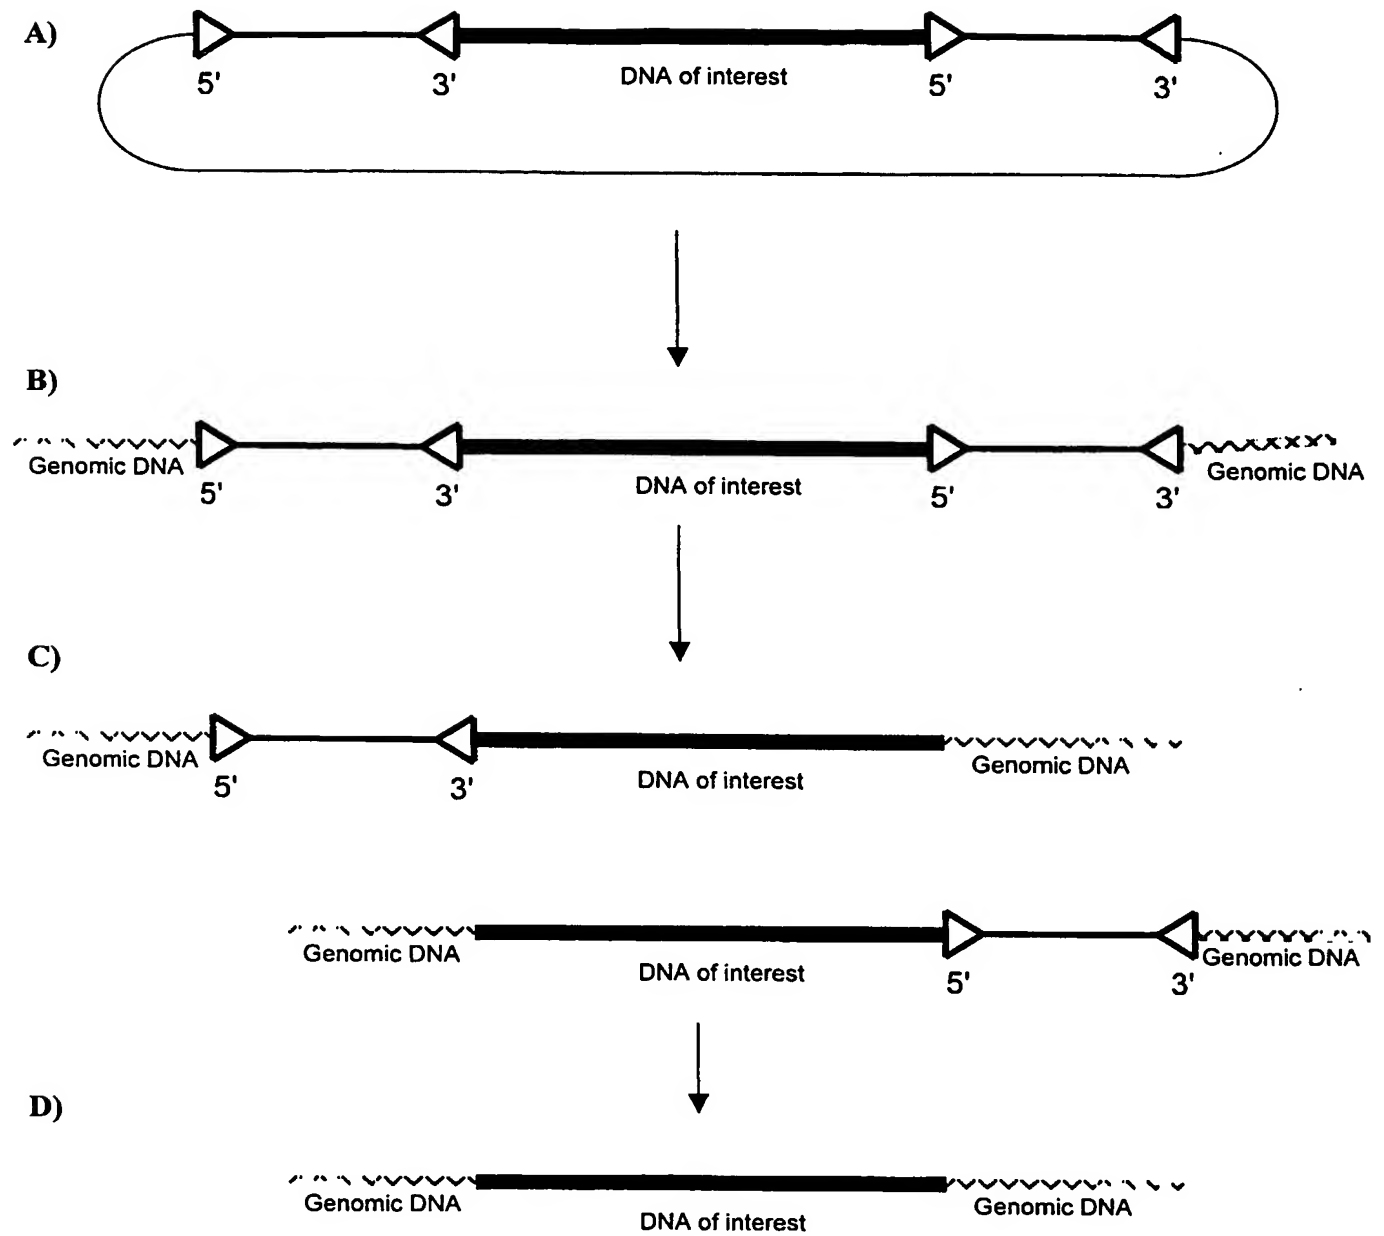 A)
5' 3' DNA of interest 5' 3'
B)
Genomic DNA 5' 3' DNA of interest 5' 3' Genomic DNA
C)
Genomic DNA 5' 3' DNA of interest Genomic DNA
Genomic DNA DNA of interest 5' 3' Genomic DNA
D)
Genomic DNA DNA of interest Genomic DNA